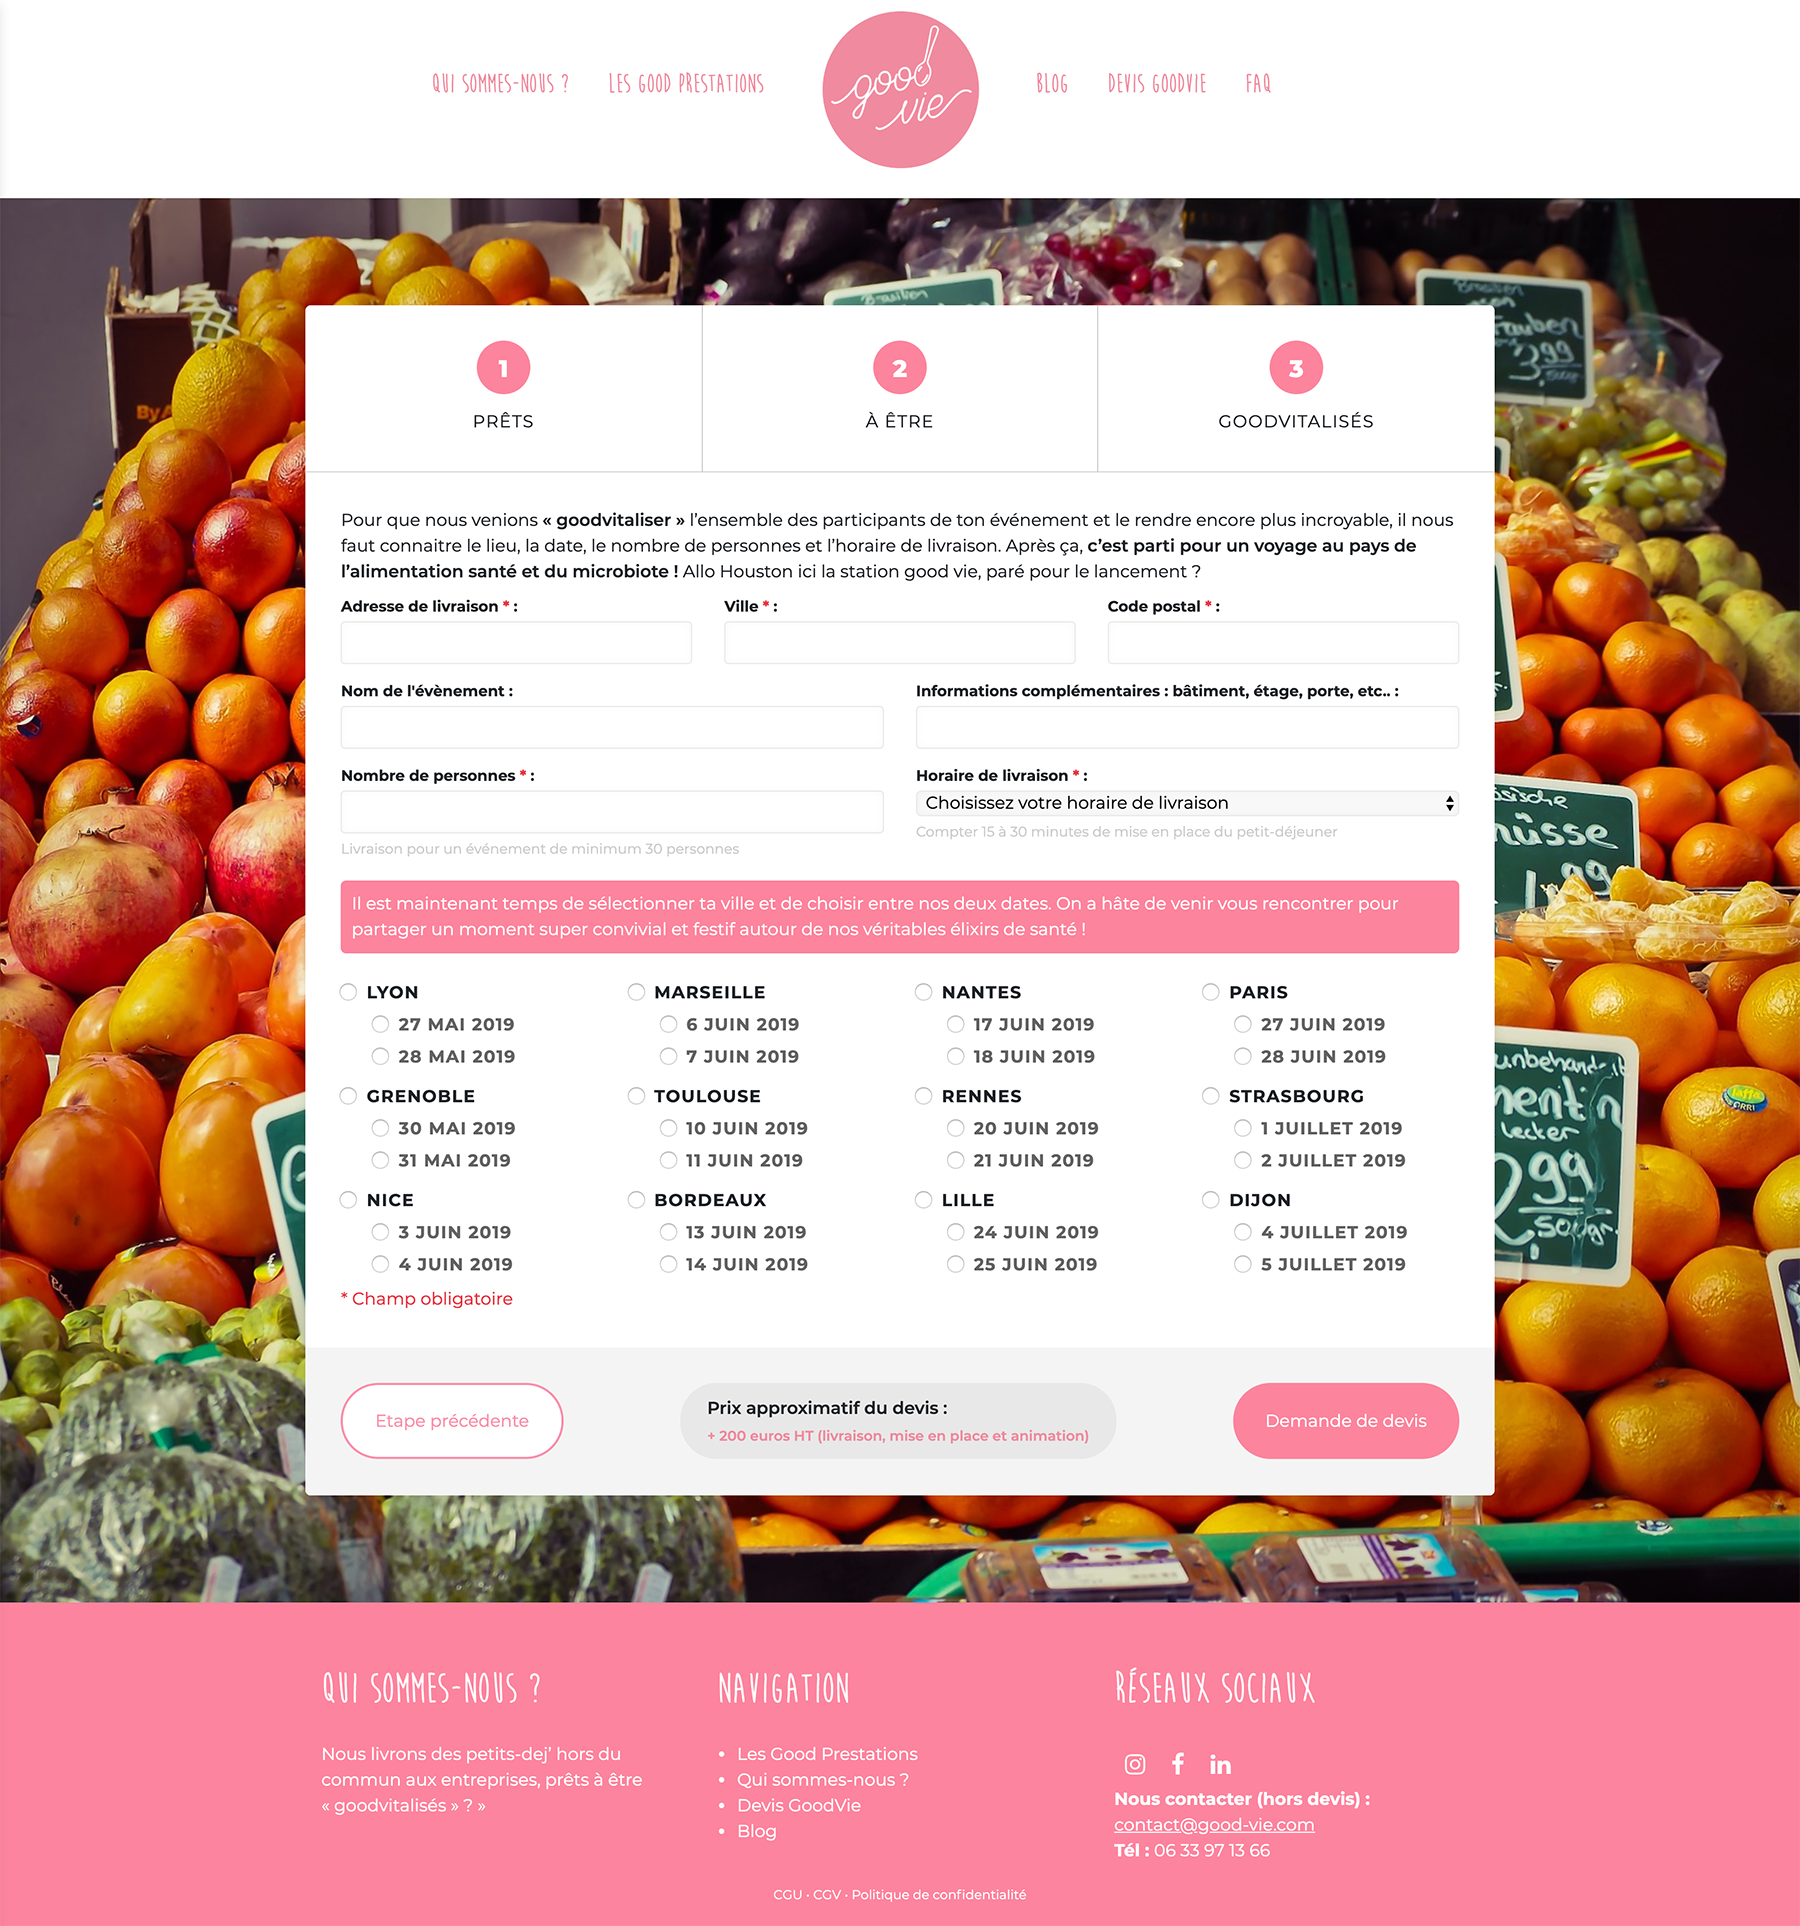 QUI SOMMES-NOUS ?
LES GOOD PRESTATIONS
good
vie
BLOG
DEVIS GOODVIE
FAQ
Brasilien
3,99
500gr
1
PRÊTS
2
À ÊTRE
3
GOODVITALISÉS
Pour que nous venions « goodvitaliser » l’ensemble des participants de ton événement et le rendre encore plus incroyable, il nous
faut connaitre le lieu, la date, le nombre de personnes et l’horaire de livraison. Après ça, c’est parti pour un voyage au pays de
l’alimentation santé et du microbiote ! Allo Houston ici la station good vie, paré pour le lancement ?
Adresse de livraison * :
Ville * :
Code postal * :
Nom de l'évènement :
Informations complémentaires : bâtiment, étage, porte, etc.. :
Nombre de personnes * :
Horaire de livraison * :
Choisissez votre horaire de livraison
Compter 15 à 30 minutes de mise en place du petit-déjeuner
Livraison pour un événement de minimum 30 personnes
Il est maintenant temps de sélectionner ta ville et de choisir entre nos deux dates. On a hâte de venir vous rencontrer pour
partager un moment super convivial et festif autour de nos véritables élixirs de santé !
LYON
27 MAI 2019
28 MAI 2019
MARSEILLE
6 JUIN 2019
7 JUIN 2019
NANTES
17 JUIN 2019
18 JUIN 2019
PARIS
27 JUIN 2019
28 JUIN 2019
GRENOBLE
30 MAI 2019
31 MAI 2019
TOULOUSE
10 JUIN 2019
11 JUIN 2019
RENNES
20 JUIN 2019
21 JUIN 2019
STRASBOURG
1 JUILLET 2019
2 JUILLET 2019
NICE
3 JUIN 2019
4 JUIN 2019
BORDEAUX
13 JUIN 2019
14 JUIN 2019
LILLE
24 JUIN 2019
25 JUIN 2019
DIJON
4 JUILLET 2019
5 JUILLET 2019
lecker
2,99
500gr.
* Champ obligatoire
Etape précédente
Prix approximatif du devis :
+ 200 euros HT (livraison, mise en place et animation)
Demande de devis
QUI SOMMES-NOUS ?
Nous livrons des petits-dej’ hors du
commun aux entreprises, prêts à être
« goodvitalisés » ? »
NAVIGATION
• Les Good Prestations
• Qui sommes-nous ?
• Devis GoodVie
• Blog
RÉSEAUX SOCIAUX
Nous contacter (hors devis) :
contact@good-vie.com
Tél : 06 33 97 13 66
CGU • CGV • Politique de confidentialité